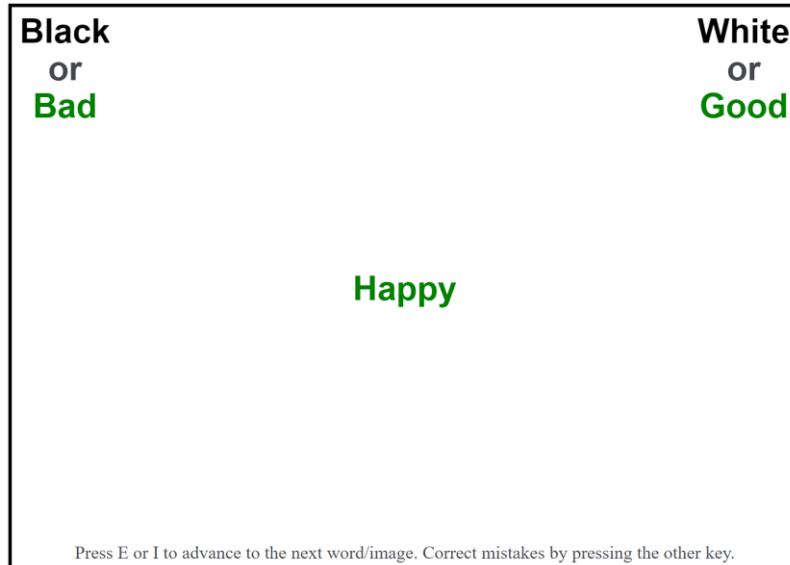 Black
or
Bad
White
or
Good
Happy
Press E or I to advance to the next word/image. Correct mistakes by pressing the other key.